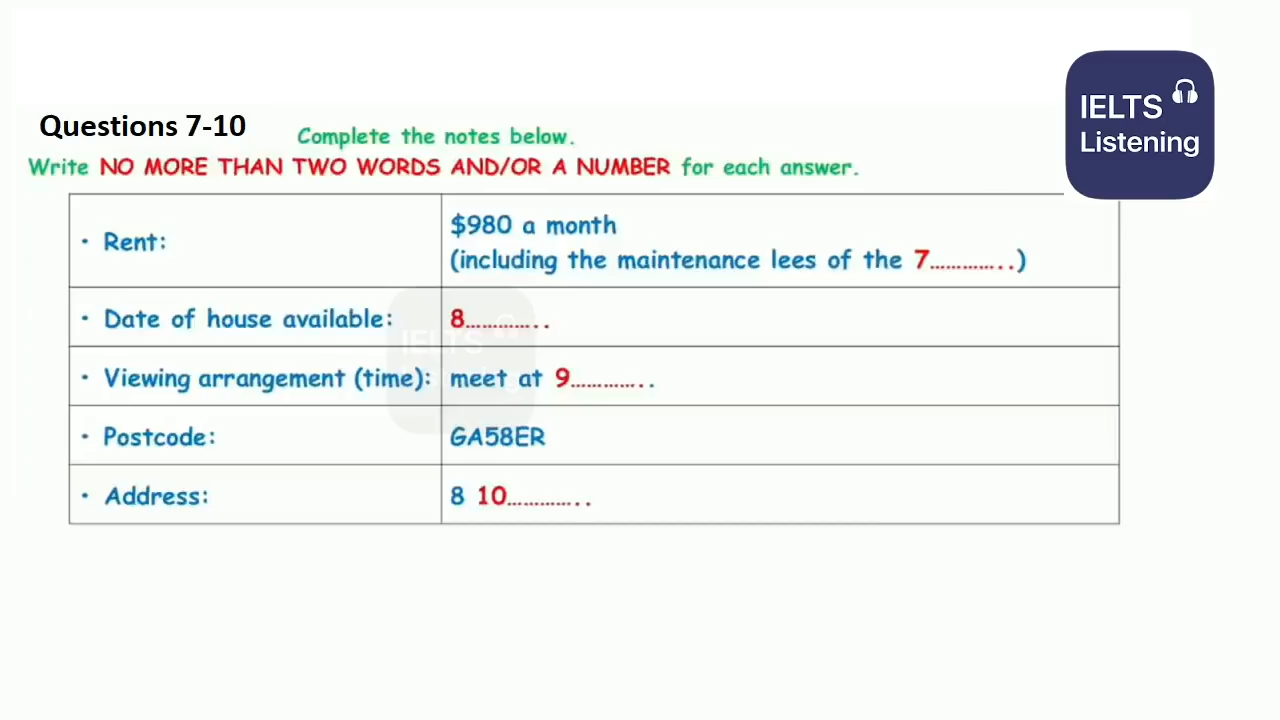 IELTS
Listening
Questions 7-10
Complete the notes below.
Write NO MORE THAN TWO WORDS AND/OR A NUMBER for each answer.
• Rent: $980 a month
(including the maintenance lees of the 7…………..)
• Date of house available: 8…………..
• Viewing arrangement (time): meet at 9…………..
• Postcode: GA58ER
• Address: 8 10…………..
IELTS
Listening